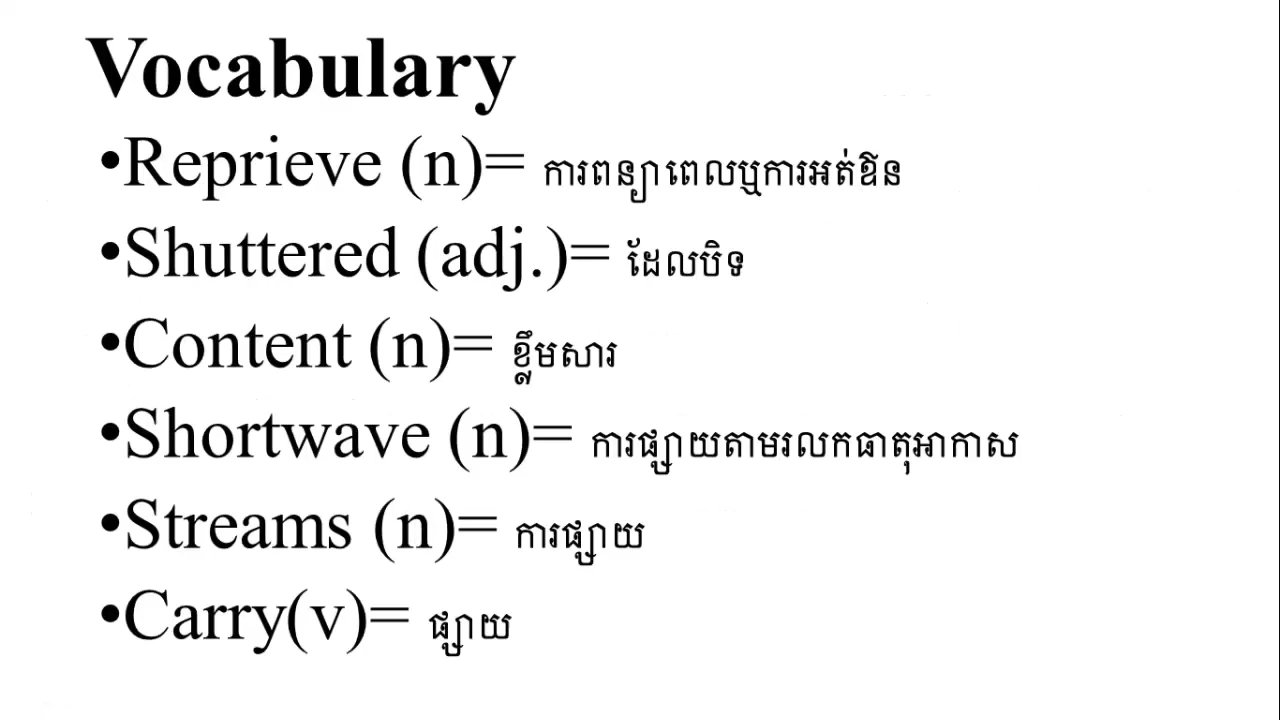 Vocabulary
•Reprieve (n)= ការពន្យាពេលឬការអត់ឱន
•Shuttered (adj.)= ដែលបិទ
•Content (n)= ខ្លឹមសារ
•Shortwave (n)= ការផ្សាយតាមរលកធាតុអាកាស
•Streams (n)= ការផ្សាយ
•Carry(v)= ផ្សាយ